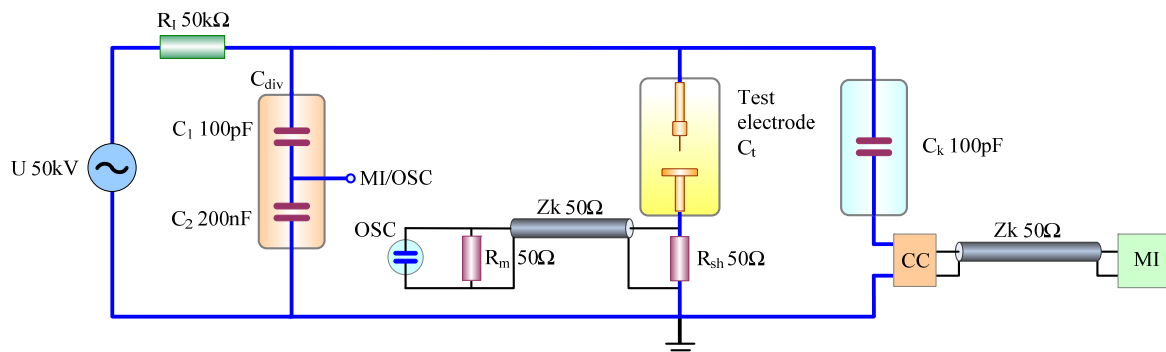 R_I 50kΩ
C_div
C_1 100pF
Test
electrode
C_t
C_k 100pF
U 50kV
MI/OSC
C_2 200nF
Zk 50Ω
OSC
Zk 50Ω
R_m 50Ω
R_sh 50Ω
CC
MI